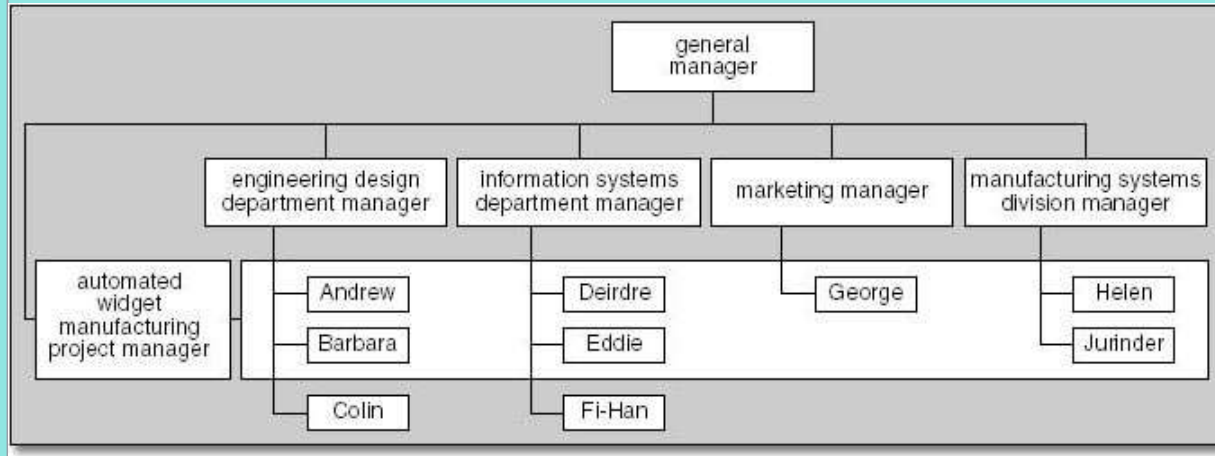 general
manager
engineering design
department manager
information systems
department manager
marketing manager
manufacturing systems
division manager
automated
widget
manufacturing
project manager
Andrew
Deirdre
George
Helen
Barbara
Eddie
Jurinder
Colin
Fi-Han